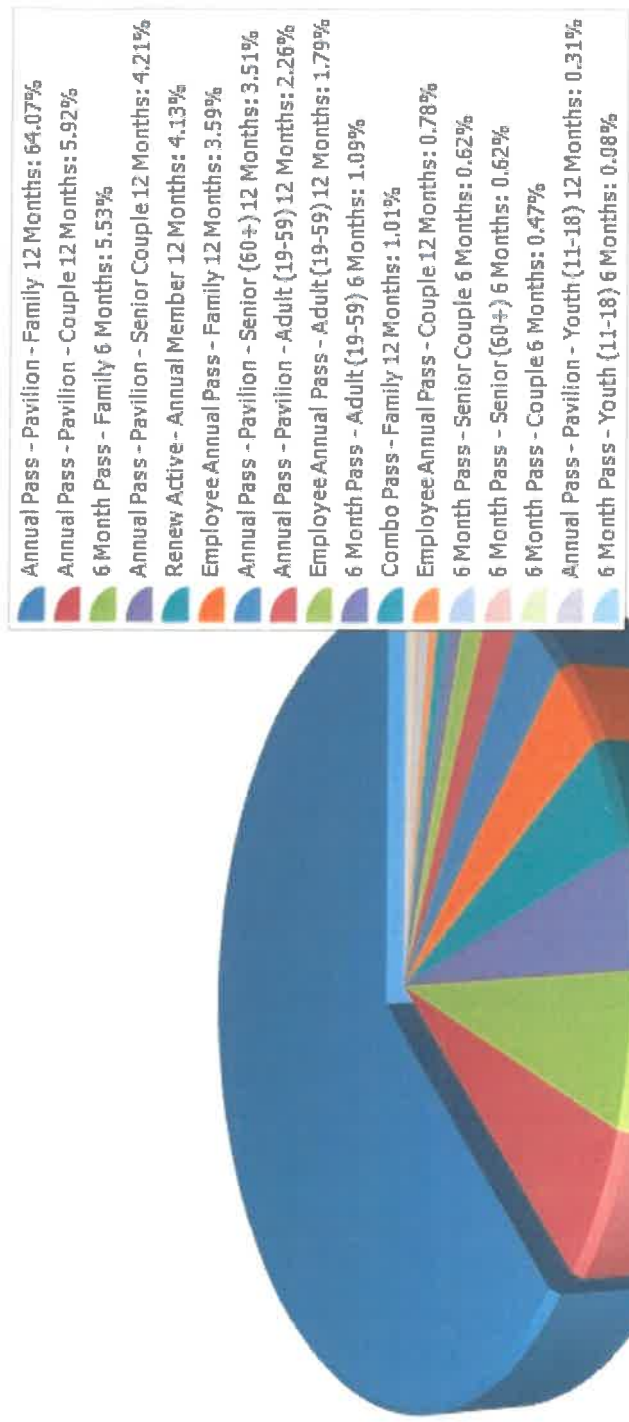 Annual Pass - Pavilion - Family 12 Months: 64.07%
Annual Pass - Pavilion - Couple 12 Months: 5.92%
6 Month Pass - Family 6 Months: 5.53%
Annual Pass - Pavilion - Senior Couple 12 Months: 4.21%
Renew Active - Annual Member 12 Months: 4.13%
Employee Annual Pass - Family 12 Months: 3.59%
Annual Pass - Pavilion - Senior (60+) 12 Months: 3.51%
Annual Pass - Pavilion - Adult (19-59) 12 Months: 2.26%
Employee Annual Pass - Adult (19-59) 12 Months: 1.79%
6 Month Pass - Adult (19-59) 6 Months: 1.09%
Combo Pass - Family 12 Months: 1.01%
Employee Annual Pass - Couple 12 Months: 0.78%
6 Month Pass - Senior Couple 6 Months: 0.62%
6 Month Pass - Senior (60+) 6 Months: 0.62%
6 Month Pass - Couple 6 Months: 0.47%
Annual Pass - Pavilion - Youth (11-18) 12 Months: 0.31%
6 Month Pass - Youth (11-18) 6 Months: 0.08%